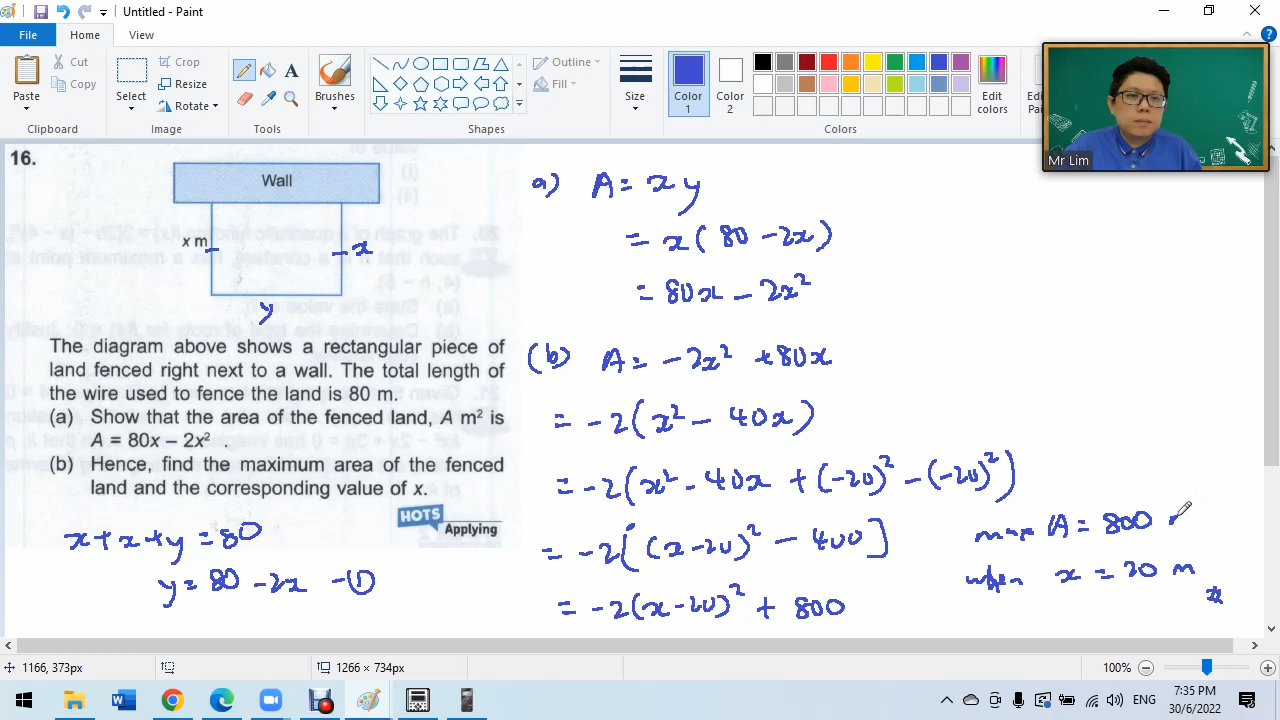 Untitled - Paint
File
Home
View
Paste
Cut
Copy
Clipboard
Select
Crop
Resize
Rotate
Image
A
Tools
Brushes
Shapes
Outline
Fill
Size
Color 1
Color 2
Colors
Edit colors
Edit
Mr Lim
16.
Wall
x m
x
y
The diagram above shows a rectangular piece of
land fenced right next to a wall. The total length of
the wire used to fence the land is 80 m.
(a) Show that the area of the fenced land, A m² is
A = 80x – 2x² .
(b) Hence, find the maximum area of the fenced
land and the corresponding value of x.
HOTS Applying
x + x + y = 80
y = 80 - 2x - ①
a) A = x y
= x ( 80 - 2x )
= 80x - 2x²
(b) A = -2x² + 80x
= -2 ( x² - 40x )
= -2 ( x² - 40x + (-20)² - (-20)² )
= -2 [ (x - 20)² - 400 ]
= -2 (x - 20)² + 800
max A = 800
when x = 20 m
1166, 373px
1266 × 734px
100%
ENG
7:35 PM
30/6/2022